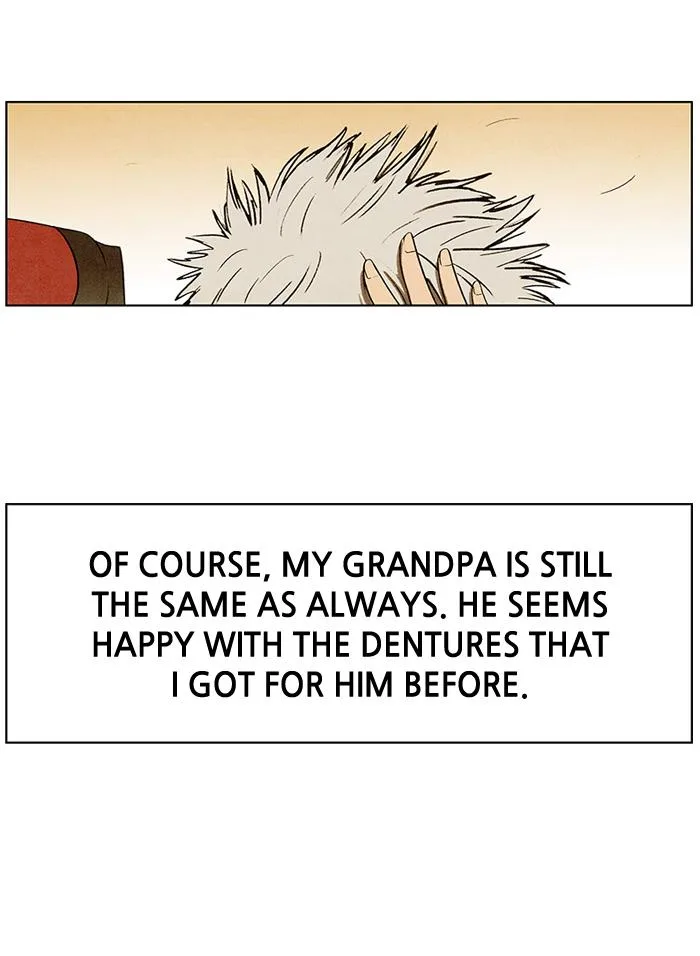 OF COURSE, MY GRANDPA IS STILL
THE SAME AS ALWAYS. HE SEEMS
HAPPY WITH THE DENTURES THAT
I GOT FOR HIM BEFORE.